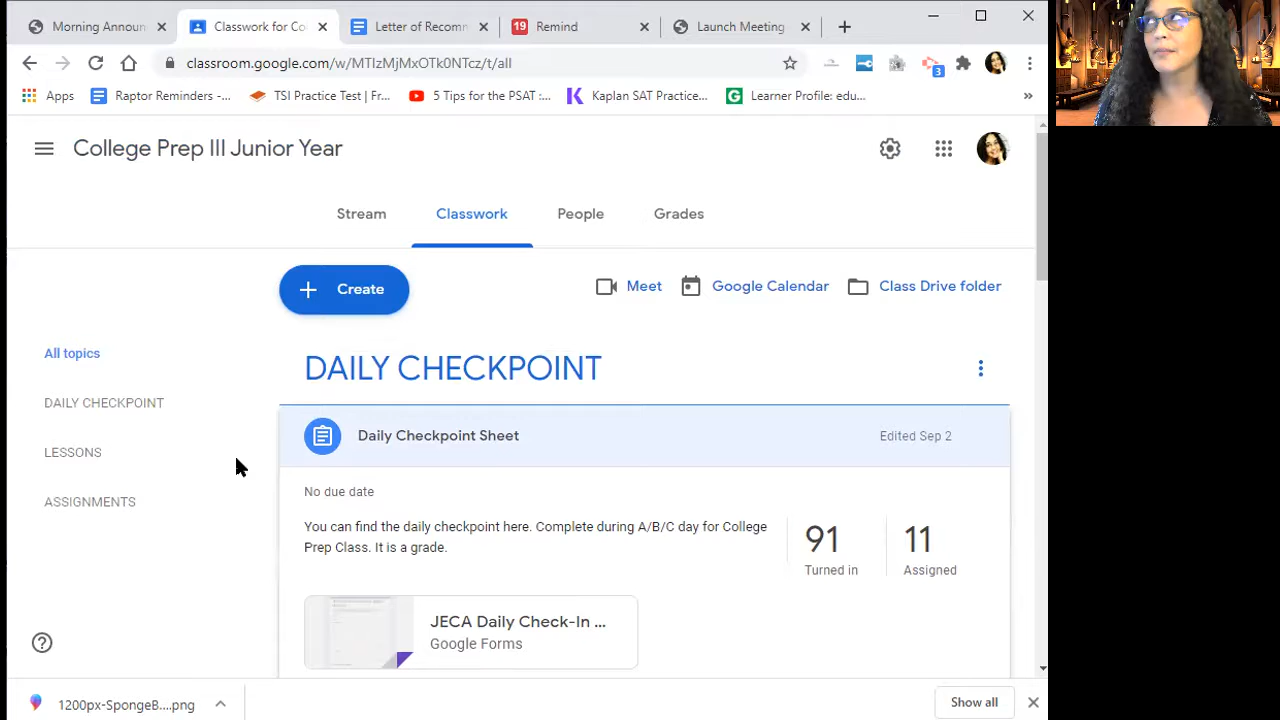 Morning Announ
Classwork for Co
Letter of Recomm
19 Remind
Launch Meeting
classroom.google.com/w/MTIzMjMxOTk0NTcz/t/all
3
Apps
Raptor Reminders -...
TSI Practice Test | Fr...
5 Tips for the PSAT :...
K Kaplan SAT Practice...
G Learner Profile: edu...
»
College Prep III Junior Year
Stream Classwork People Grades
+ Create
Meet Google Calendar Class Drive folder
All topics
DAILY CHECKPOINT
LESSONS
ASSIGNMENTS
DAILY CHECKPOINT
Daily Checkpoint Sheet Edited Sep 2
No due date
You can find the daily checkpoint here. Complete during A/B/C day for College
Prep Class. It is a grade.
91 11
Turned in Assigned
JECA Daily Check-In ...
Google Forms
1200px-SpongeB....png
Show all